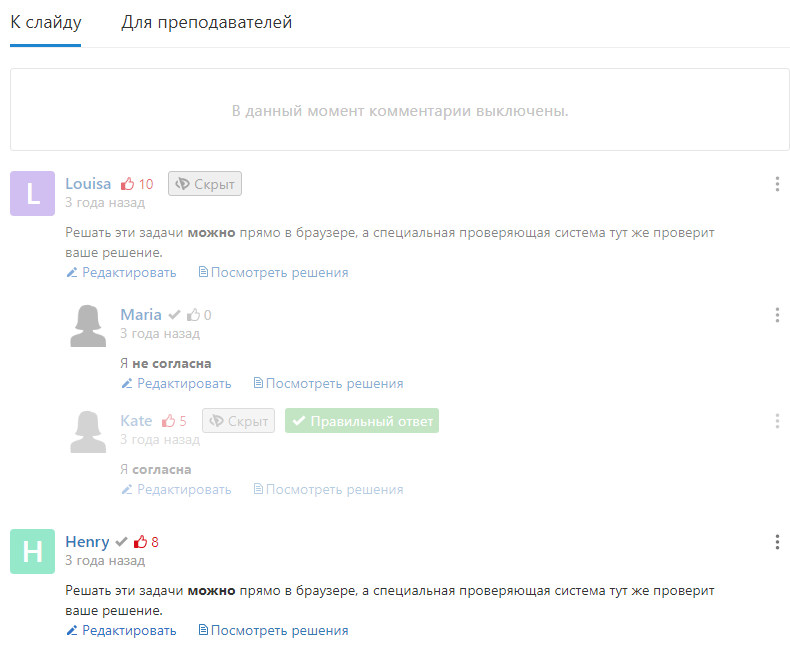 К слайду Для преподавателей
В данный момент комментарии выключены.
L
Louisa 10 Скрыт
3 года назад
Решать эти задачи можно прямо в браузере, а специальная проверяющая система тут же проверит
ваше решение.
Редактировать Посмотреть решения
Maria 0
3 года назад
Я не согласна
Редактировать Посмотреть решения
Kate 5 Скрыт Правильный ответ
3 года назад
Я согласна
Редактировать Посмотреть решения
H
Henry 8
3 года назад
Решать эти задачи можно прямо в браузере, а специальная проверяющая система тут же проверит
ваше решение.
Редактировать Посмотреть решения